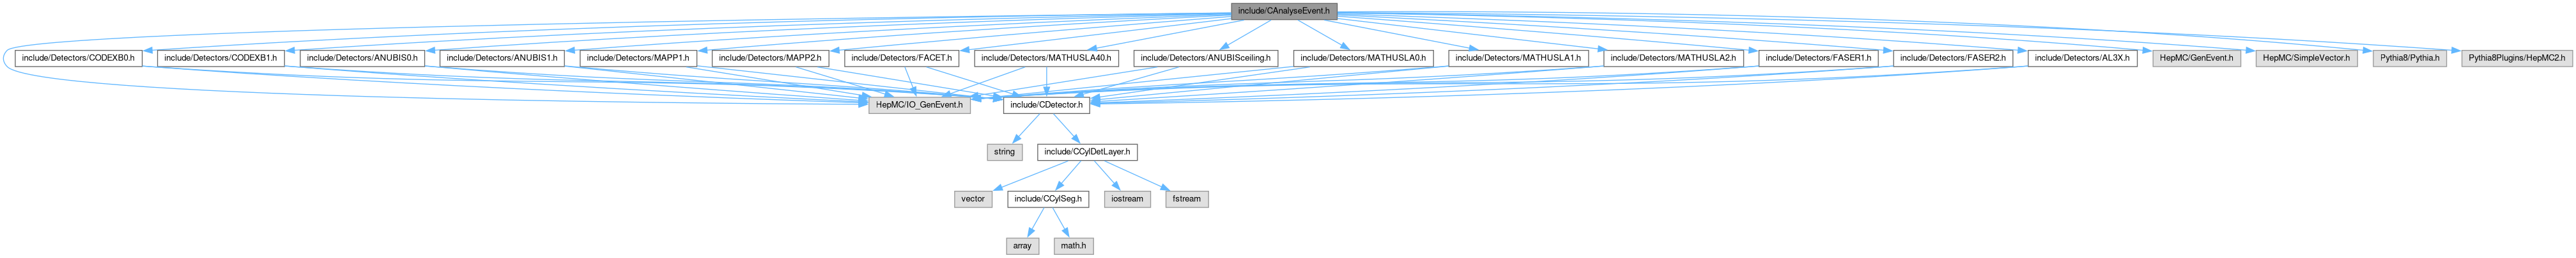 include/CAnalyseEvent.h
include/Detectors/CODEXB0.h
include/Detectors/CODEXB1.h
include/Detectors/ANUBIS0.h
include/Detectors/ANUBIS1.h
include/Detectors/MAPP1.h
include/Detectors/MAPP2.h
include/Detectors/FACET.h
include/Detectors/MATHUSLA40.h
include/Detectors/ANUBISceiling.h
include/Detectors/MATHUSLA0.h
include/Detectors/MATHUSLA1.h
include/Detectors/MATHUSLA2.h
include/Detectors/FASER1.h
include/Detectors/FASER2.h
include/Detectors/AL3X.h
HepMC/GenEvent.h
HepMC/SimpleVector.h
Pythia8/Pythia.h
Pythia8Plugins/HepMC2.h
HepMC/IO_GenEvent.h
include/CDetector.h
string
include/CCylDetLayer.h
vector
include/CCylSeg.h
iostream
fstream
array
math.h